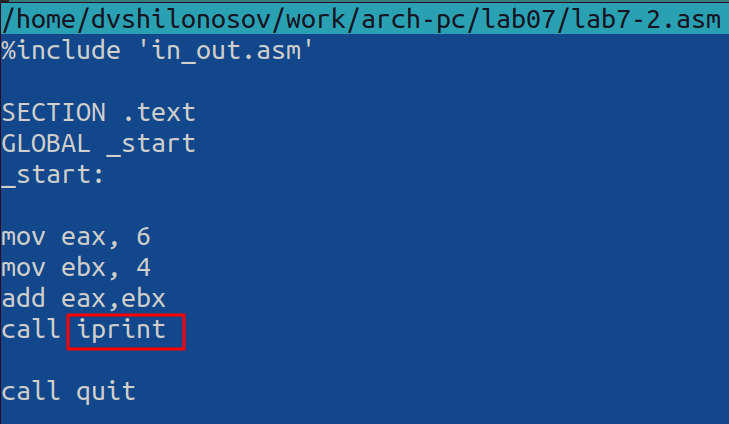 /home/dvshilonosov/work/arch-pc/lab07/lab7-2.asm
%include 'in_out.asm'
SECTION .text
GLOBAL _start
_start:
mov eax, 6
mov ebx, 4
add eax,ebx
call iprint
call quit